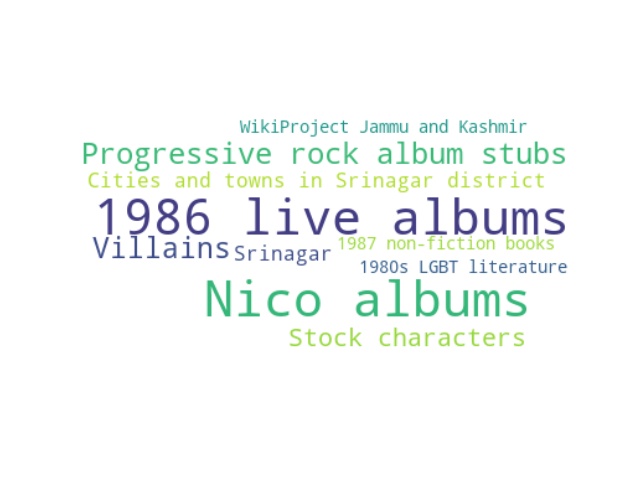 WikiProject Jammu and Kashmir
Progressive rock album stubs
Cities and towns in Srinagar district
1986 live albums
Villains Srinagar 1987 non-fiction books
1980s LGBT literature
Nico albums
Stock characters